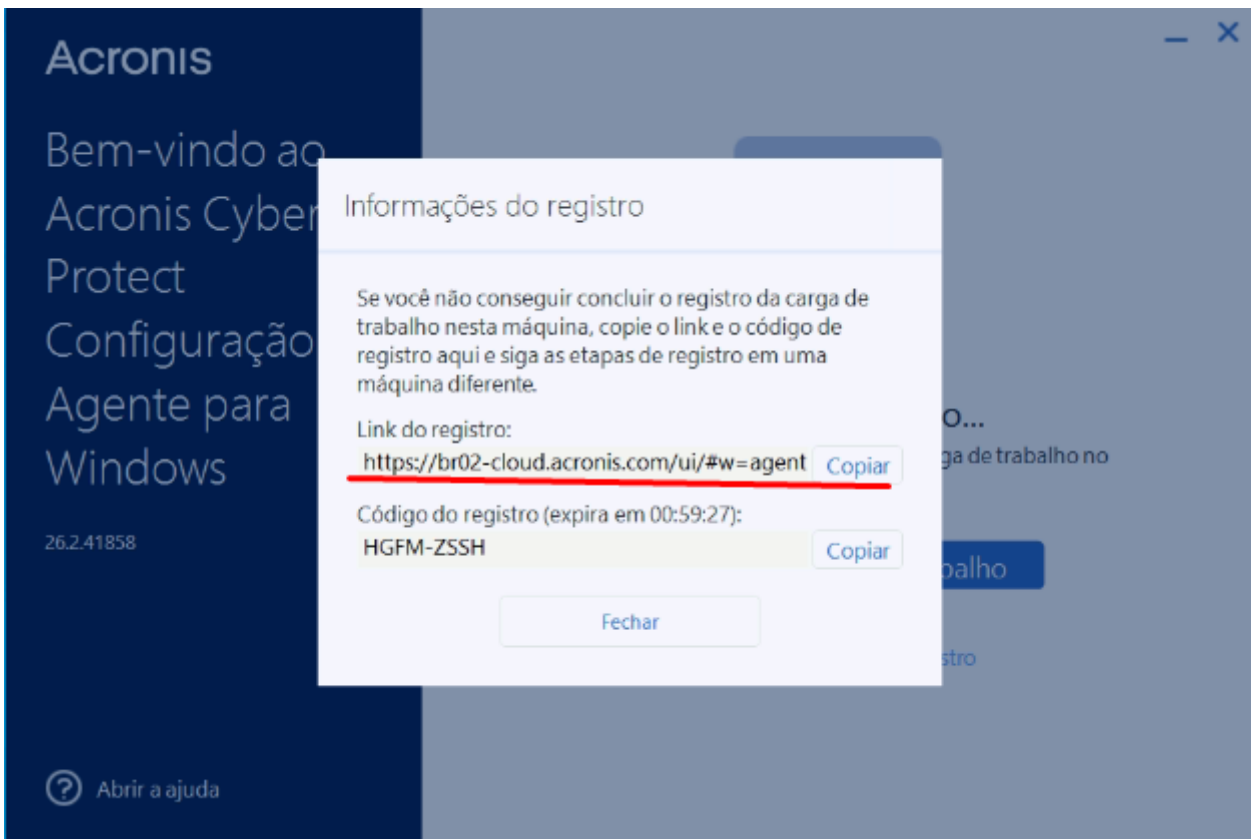 Acronis
Bem-vindo ao
Acronis Cyber
Protect
Configuração
Agente para
Windows
26.2.41858
Abrir a ajuda
Informações do registro
Se você não conseguir concluir o registro da carga de
trabalho nesta máquina, copie o link e o código de
registro aqui e siga as etapas de registro em uma
máquina diferente.
Link do registro:
https://br02-cloud.acronis.com/ui/#w=agent Copiar
Código do registro (expira em 00:59:27):
HGFM-ZSSH Copiar
Fechar
o...
ga de trabalho no
balho
stro